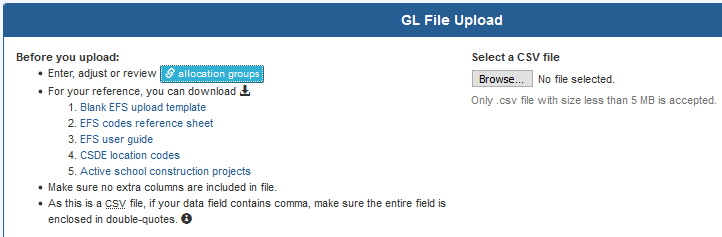 GL File Upload
Before you upload:
• Enter, adjust or review allocation groups
• For your reference, you can download
1. Blank EFS upload template
2. EFS codes reference sheet
3. EFS user guide
4. CSDE location codes
5. Active school construction projects
• Make sure no extra columns are included in file.
• As this is a CSV file, if your data field contains comma, make sure the entire field is
enclosed in double-quotes.
Select a CSV file
Browse... No file selected.
Only .csv file with size less than 5 MB is accepted.